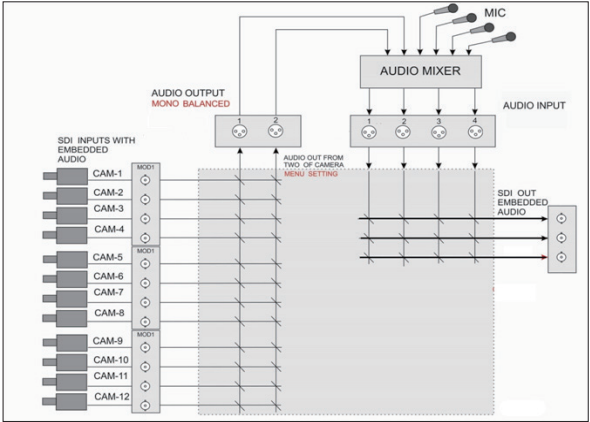 MIC
AUDIO MIXER
AUDIO OUTPUT
MONO BALANCED
AUDIO INPUT
1
2
1
2
3
4
SDI INPUTS WITH
EMBEDDED
AUDIO
AUDIO OUT FROM
TWO OF CAMERA
MENU SETTING
MOD1
CAM-1
CAM-2
CAM-3
CAM-4
SDI OUT
EMBEDDED
AUDIO
MOD1
CAM-5
CAM-6
CAM-7
CAM-8
MOD1
CAM-9
CAM-10
CAM-11
CAM-12